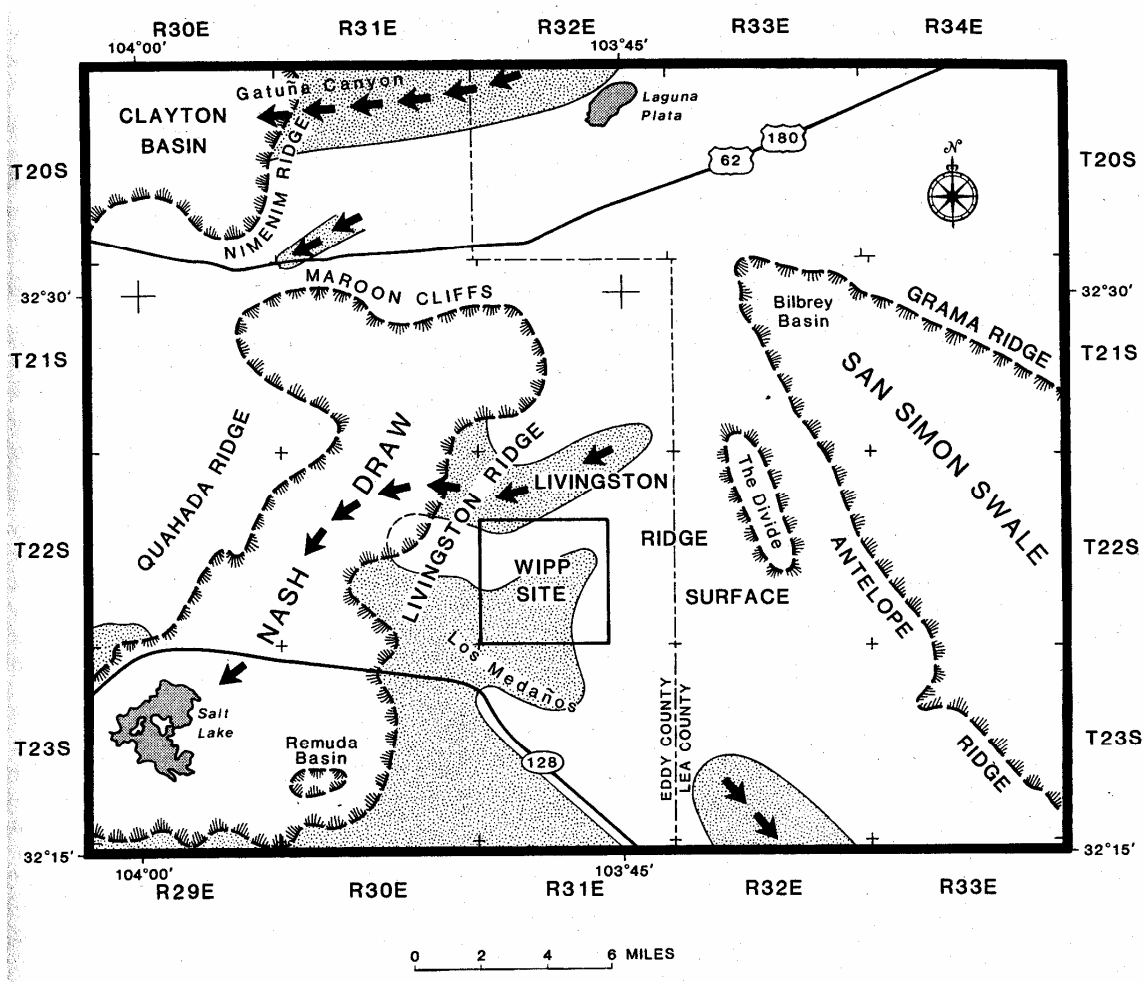 R30E R31E R32E R33E R34E
104°00′ 103°45′
Gatuña Canyon
CLAYTON
BASIN
Laguna
Plata
NIMENIM RIDGE
180
62
N
T20S T20S
MAROON CLIFFS
32°30′ 32°30′
Bilbrey
Basin
GRAMA RIDGE
T21S T21S
SAN SIMON SWALE
QUAHADA RIDGE
NASH DRAW
LIVINGSTON RIDGE
LIVINGSTON
RIDGE
SURFACE
The Divide
ANTELOPE
RIDGE
T22S T22S
WIPP
SITE
Los Medaños
Salt
Lake
Remuda
Basin
128
EDDY COUNTY
LEA COUNTY
T23S T23S
32°15′ 32°15′
104°00′ 103°45′
R29E R30E R31E R32E R33E
0 2 4 6 MILES